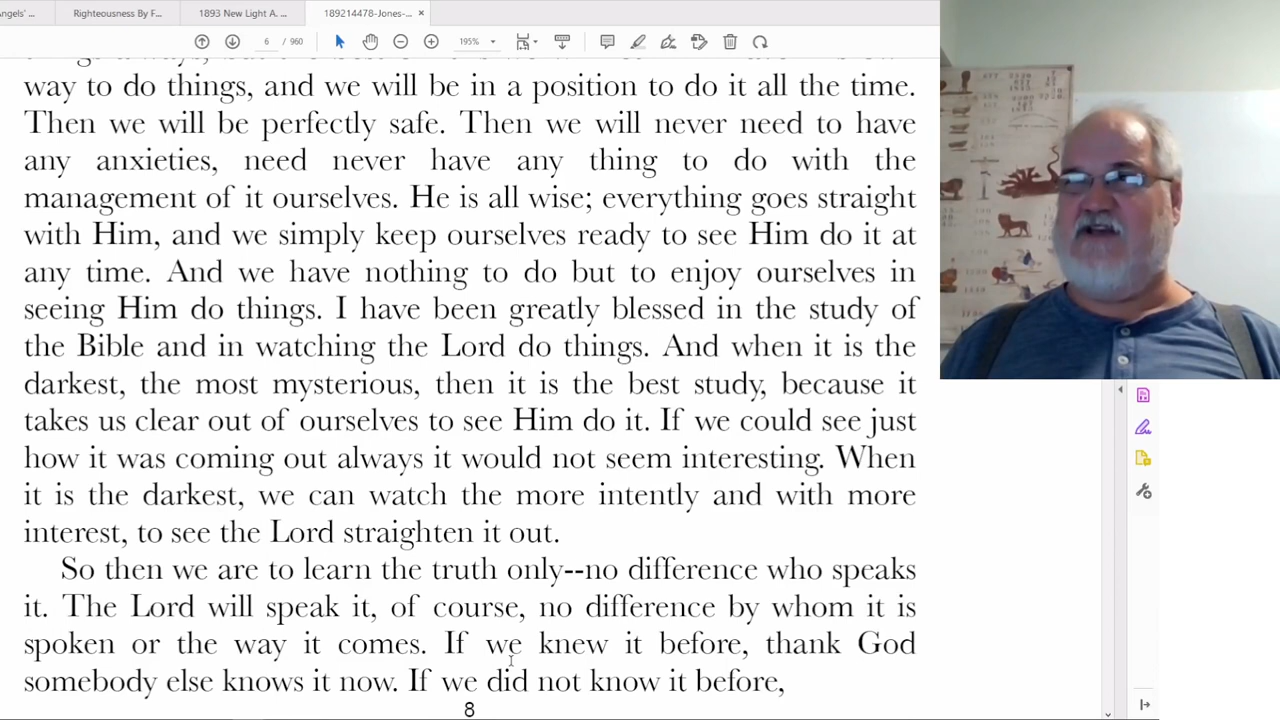 ngels' ...
Righteousness By F...
1893 New Light A. ...
189214478-Jones-... ×
6 / 960
195%
way to do things, and we will be in a position to do it all the time.
Then we will be perfectly safe. Then we will never need to have
any anxieties, need never have any thing to do with the
management of it ourselves. He is all wise; everything goes straight
with Him, and we simply keep ourselves ready to see Him do it at
any time. And we have nothing to do but to enjoy ourselves in
seeing Him do things. I have been greatly blessed in the study of
the Bible and in watching the Lord do things. And when it is the
darkest, the most mysterious, then it is the best study, because it
takes us clear out of ourselves to see Him do it. If we could see just
how it was coming out always it would not seem interesting. When
it is the darkest, we can watch the more intently and with more
interest, to see the Lord straighten it out.
So then we are to learn the truth only--no difference who speaks
it. The Lord will speak it, of course, no difference by whom it is
spoken or the way it comes. If we knew it before, thank God
somebody else knows it now. If we did not know it before,
8